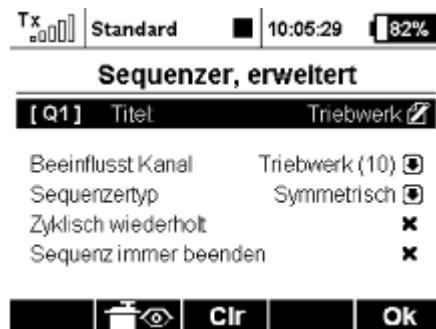 Tx Standard 10:05:29 82%
Sequenzer, erweitert
[Q1] Titel: Triebwerk
Beeinflusst Kanal Triebwerk (10)
Sequenzertyp Symmetrisch
Zyklisch wiederholt
Sequenz immer beenden
Clr Ok